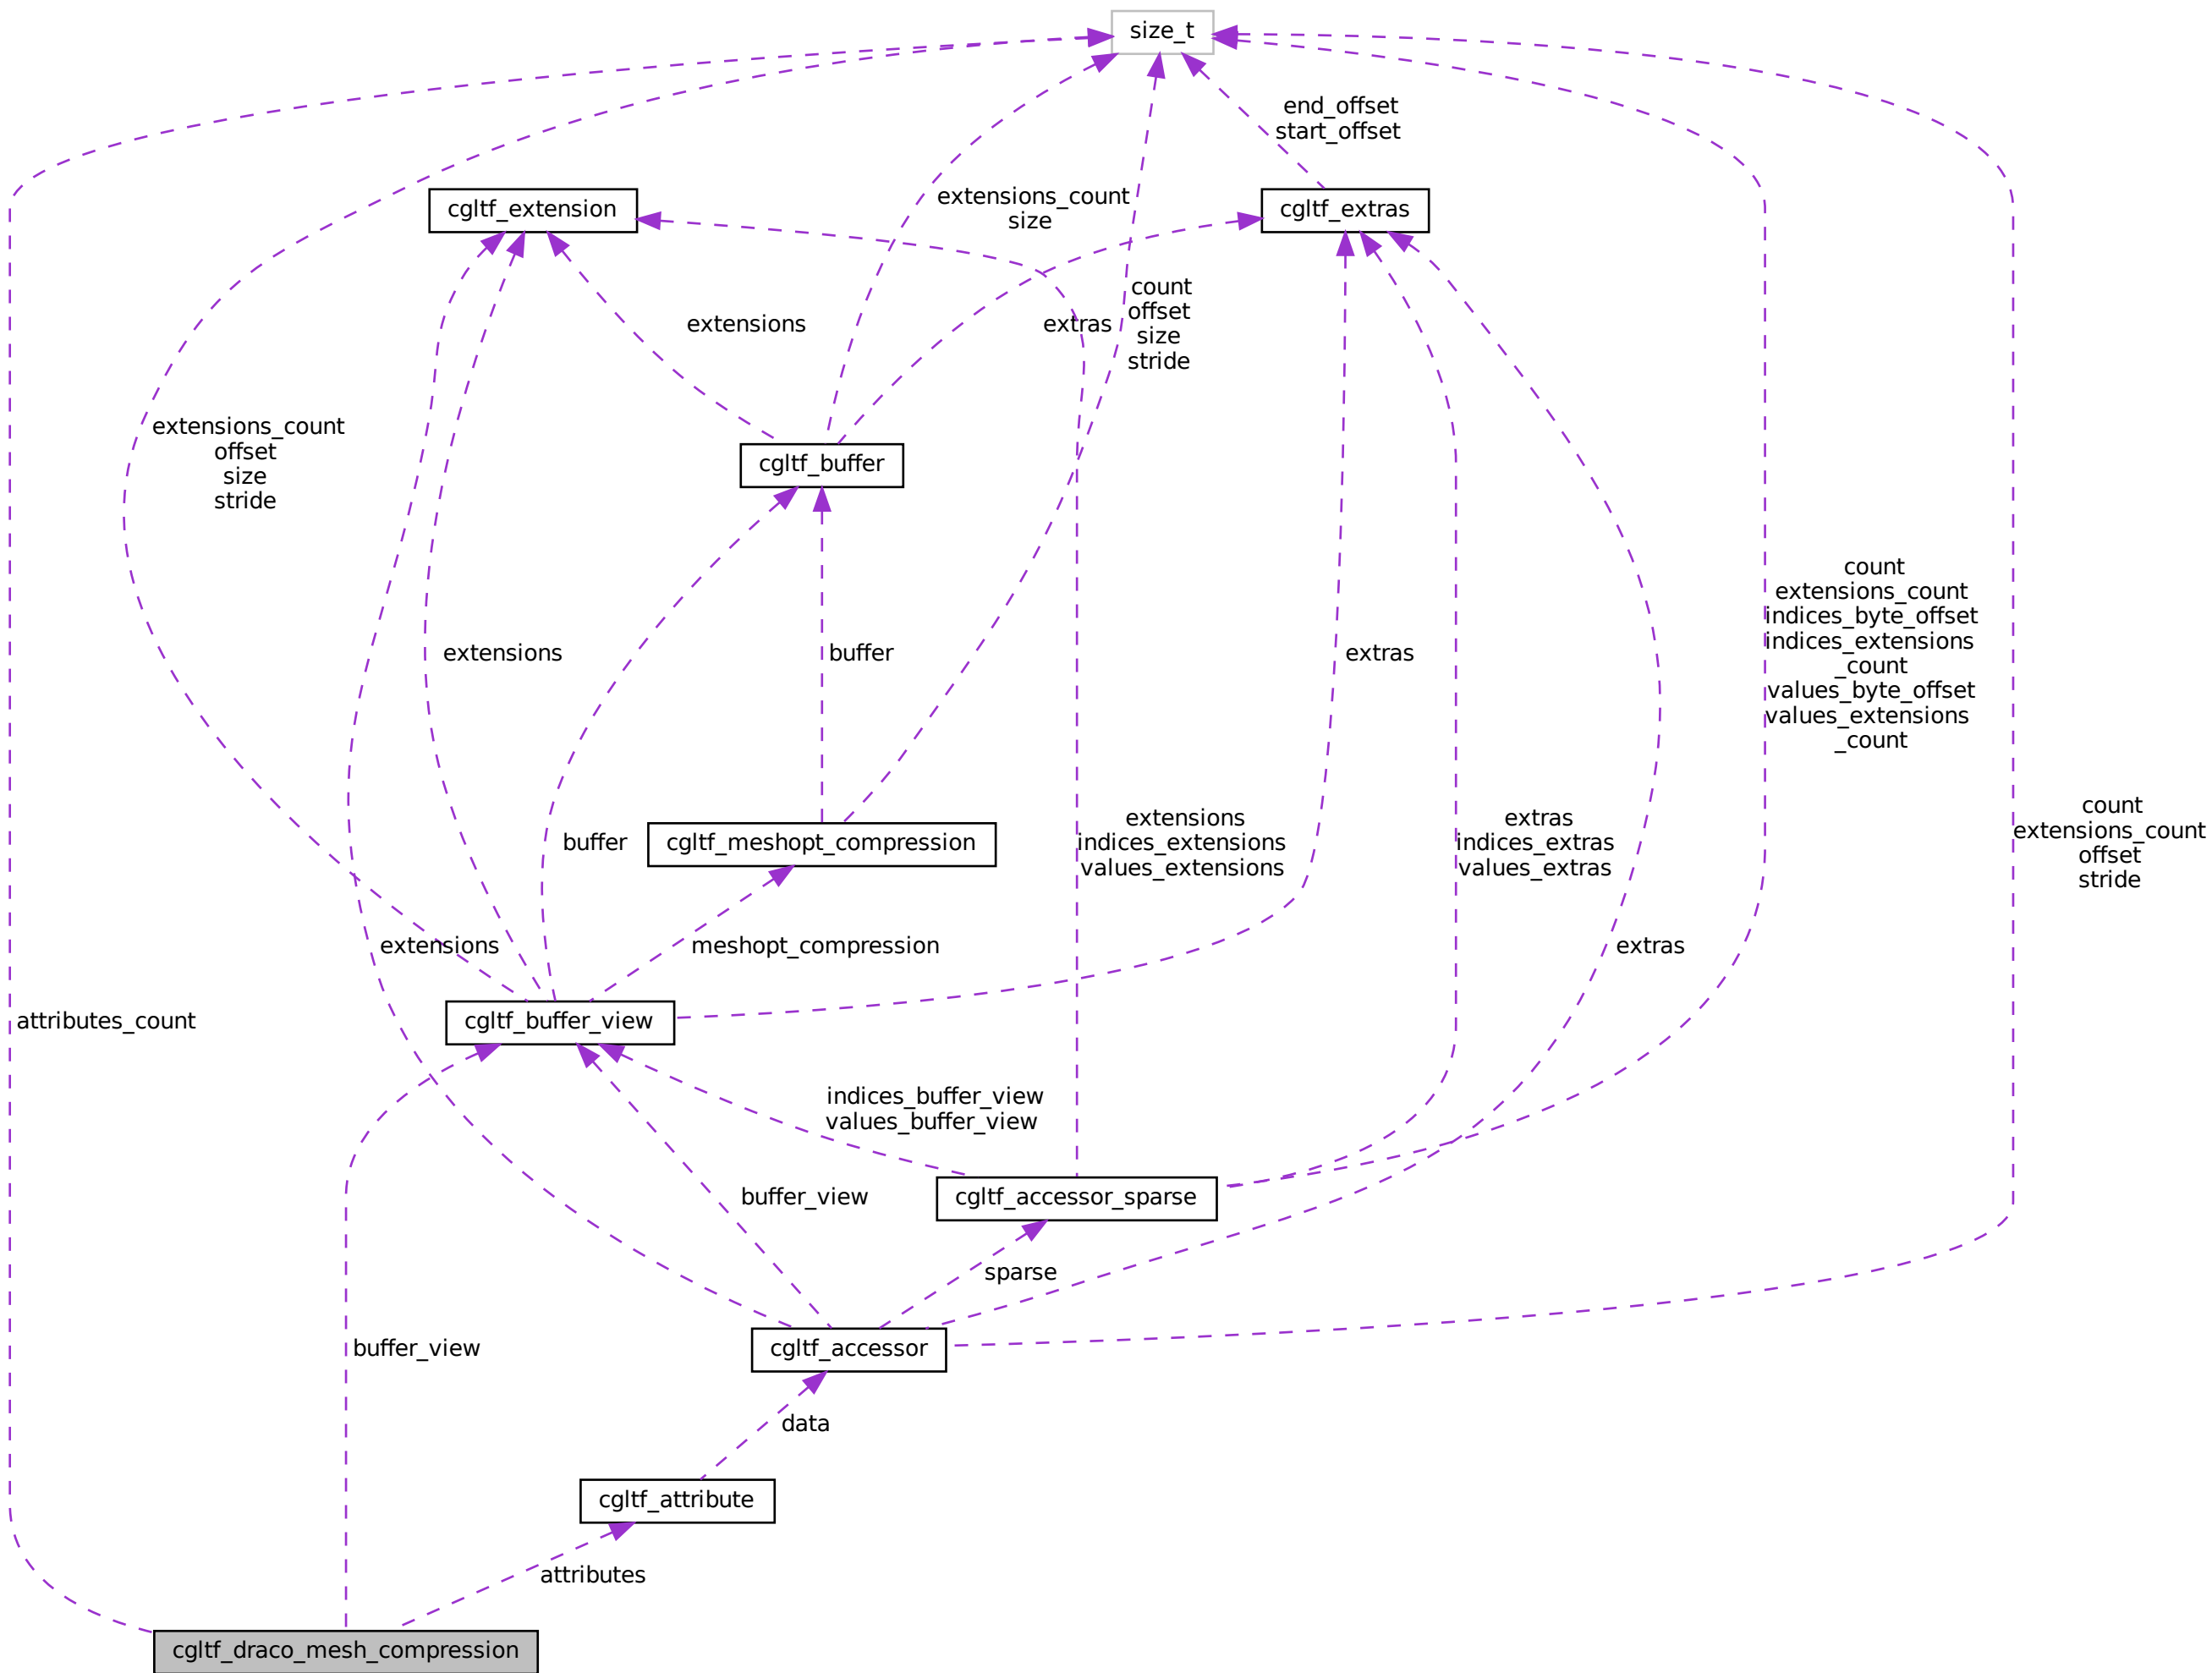 size_t
end_offset
start_offset
cgltf_extension
extensions_count
size
cgltf_extras
count
offset
size
stride
extensions
extras
extensions_count
offset
size
stride
cgltf_buffer
count
extensions_count
indices_byte_offset
indices_extensions
_count
values_byte_offset
values_extensions
_count
extensions
buffer
extras
count
extensions_count
offset
stride
extensions
indices_extensions
values_extensions
extras
indices_extras
values_extras
buffer
cgltf_meshopt_compression
extensions
meshopt_compression
extras
attributes_count
cgltf_buffer_view
indices_buffer_view
values_buffer_view
buffer_view
cgltf_accessor_sparse
sparse
buffer_view
cgltf_accessor
data
cgltf_attribute
attributes
cgltf_draco_mesh_compression